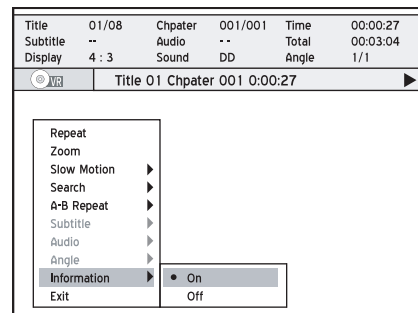 Title 01/08 Chpater 001/001 Time 00:00:27
Subtitle -- Audio -- Total 00:03:04
Display 4 : 3 Sound DD Angle 1/1
VR Title 01 Chpater 001 0:00:27
Repeat
Zoom
Slow Motion
Search
A-B Repeat
Subtitle
Audio
Angle
Information • On
Exit Off